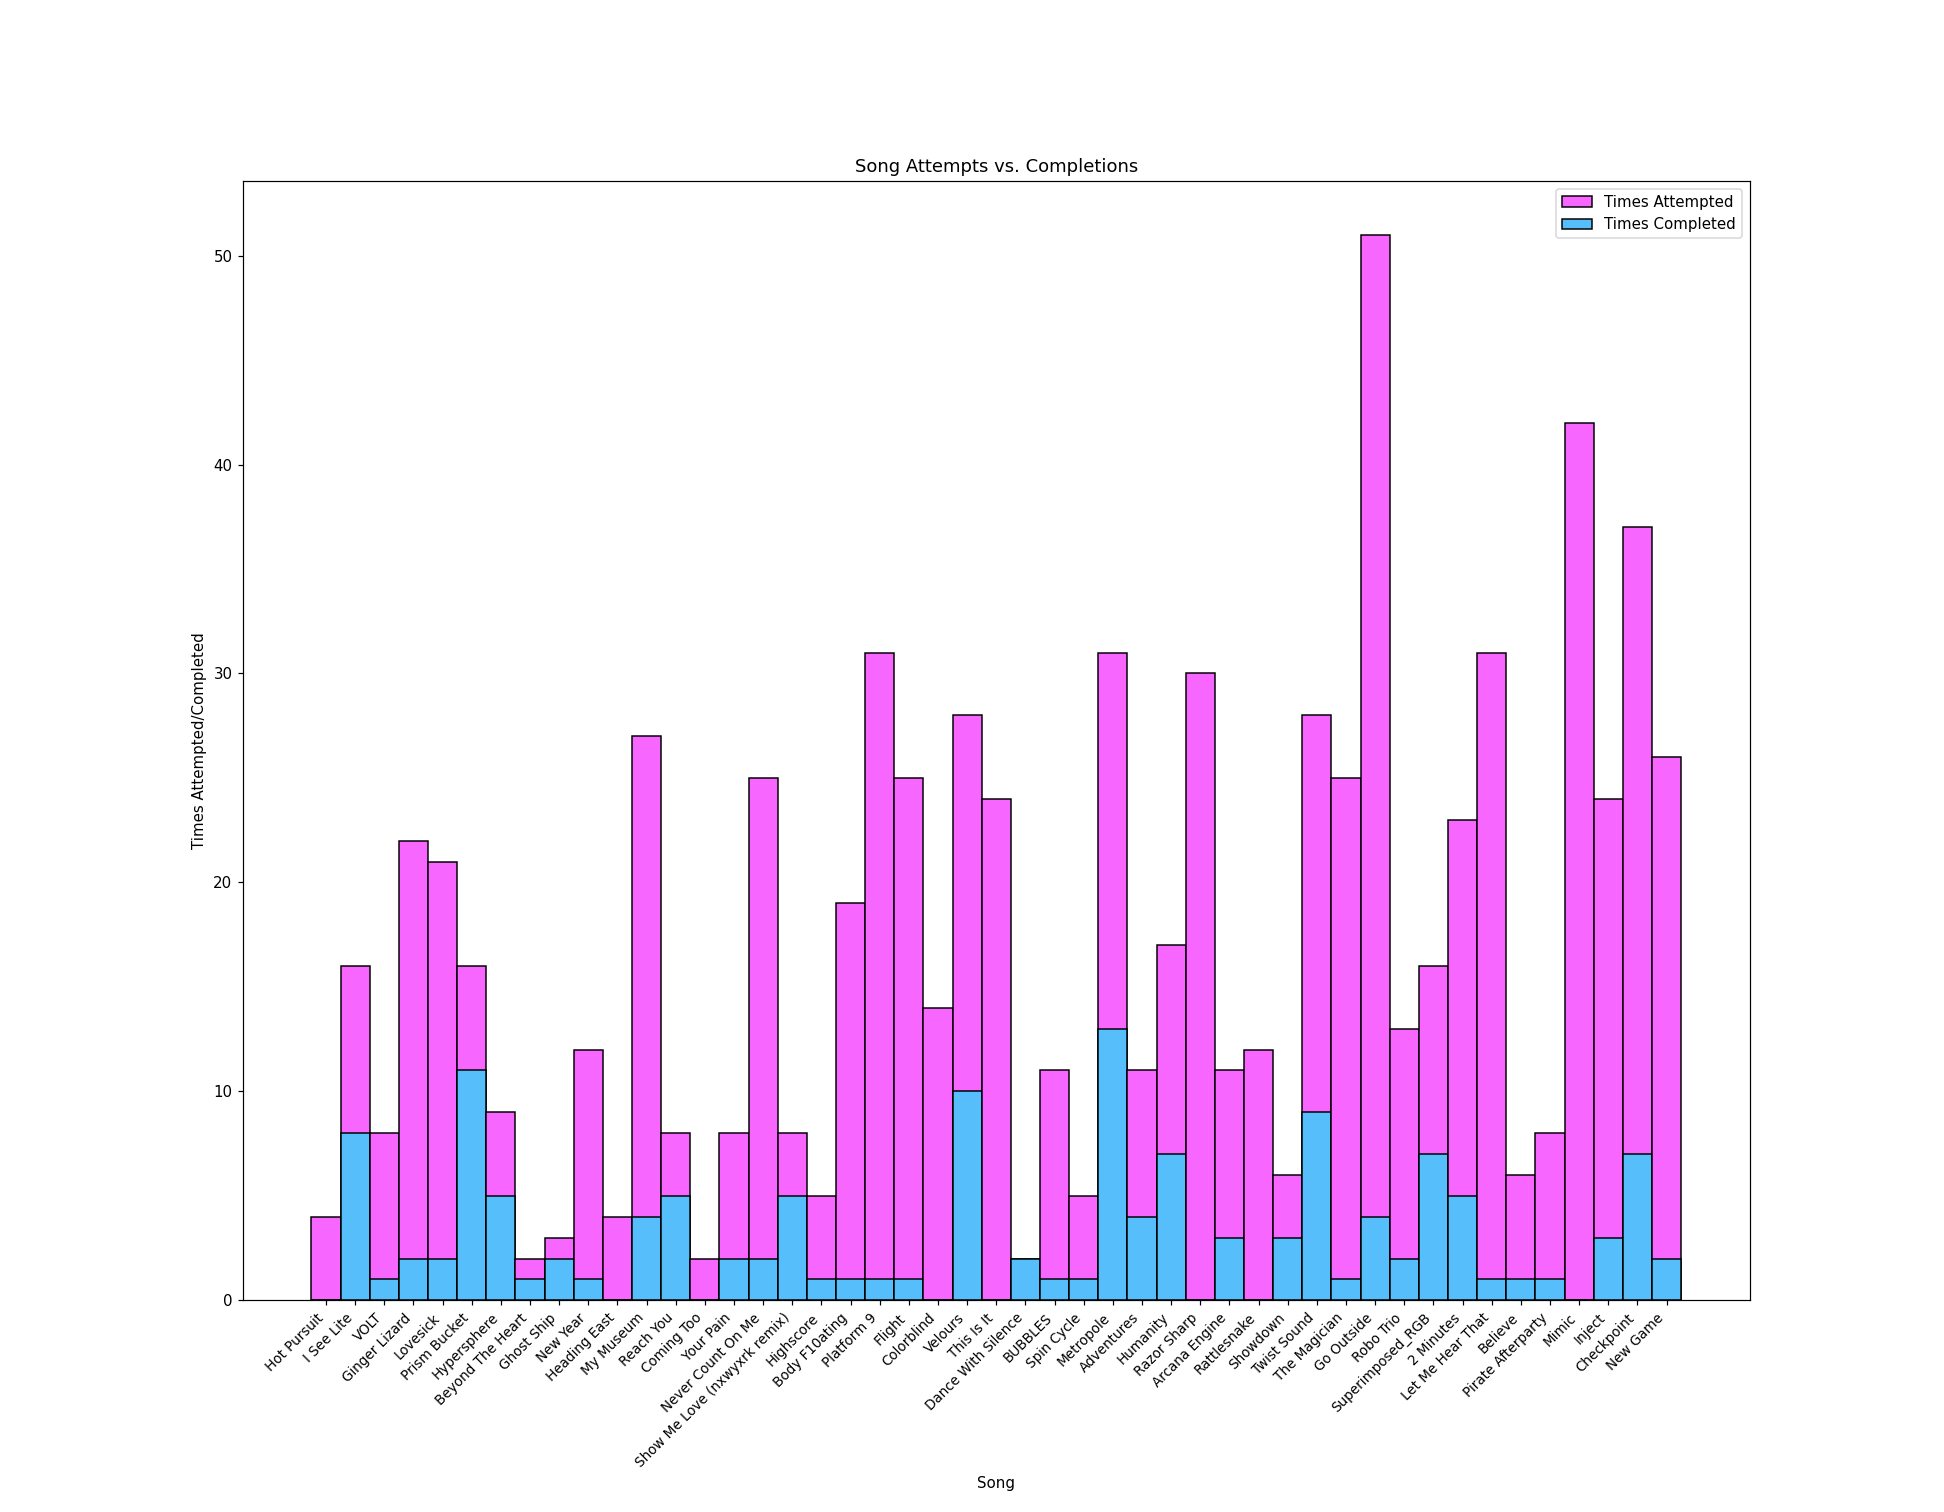 Song Attempts vs. Completions
Times Attempted
Times Completed
Times Attempted/Completed
50
40
30
20
10
0
Hot Pursuit
I See Lite
VOLT
Ginger Lizard
Lovesick
Prism Bucket
Hypersphere
Beyond The Heart
Ghost Ship
New Year
Heading East
My Museum
Reach You
Coming Too
Your Pain
Never Count On Me
Show Me Love (nxwyxrk remix)
Highscore
Body F10ating
Platform 9
Flight
Colorblind
Velours
This Is It
Dance With Silence
BUBBLES
Spin Cycle
Metropole
Adventures
Humanity
Razor Sharp
Arcana Engine
Rattlesnake
Showdown
Twist Sound
The Magician
Go Outside
Robo Trio
Superimposed_RGB
2 Minutes
Let Me Hear That
Believe
Pirate Afterparty
Mimic
Inject
Checkpoint
New Game
Song